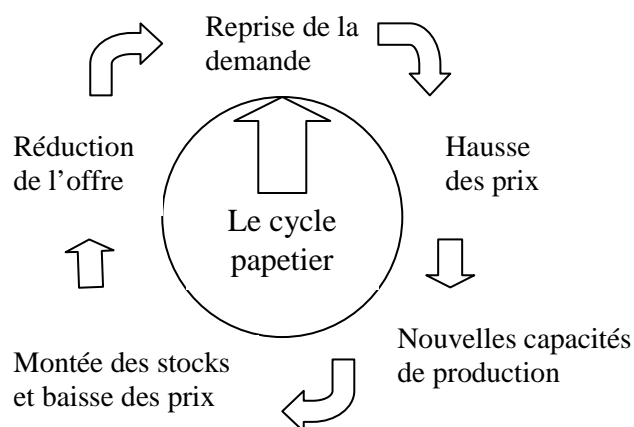 Reprise de la
demande
Hausse
des prix
Nouvelles capacités
de production
Montée des stocks
et baisse des prix
Réduction
de l’offre
Le cycle
papetier